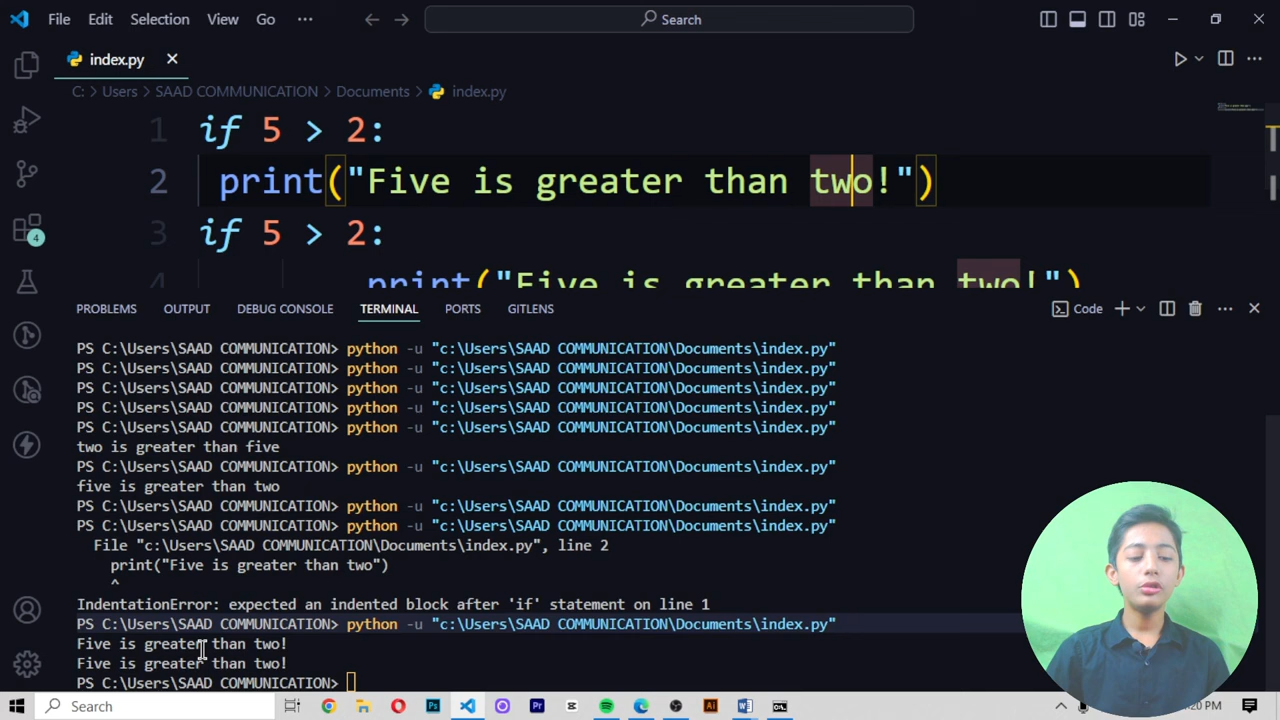 File Edit Selection View Go ··· Search
index.py
C: Users SAAD COMMUNICATION Documents index.py
1 if 5 > 2:
2 print("Five is greater than two!")
3 if 5 > 2:
4 print("Five is greater than two!")
4
PROBLEMS OUTPUT DEBUG CONSOLE TERMINAL PORTS GITLENS Code
PS C:\Users\SAAD COMMUNICATION> python -u "c:\Users\SAAD COMMUNICATION\Documents\index.py"
PS C:\Users\SAAD COMMUNICATION> python -u "c:\Users\SAAD COMMUNICATION\Documents\index.py"
PS C:\Users\SAAD COMMUNICATION> python -u "c:\Users\SAAD COMMUNICATION\Documents\index.py"
PS C:\Users\SAAD COMMUNICATION> python -u "c:\Users\SAAD COMMUNICATION\Documents\index.py"
PS C:\Users\SAAD COMMUNICATION> python -u "c:\Users\SAAD COMMUNICATION\Documents\index.py"
two is greater than five
PS C:\Users\SAAD COMMUNICATION> python -u "c:\Users\SAAD COMMUNICATION\Documents\index.py"
five is greater than two
PS C:\Users\SAAD COMMUNICATION> python -u "c:\Users\SAAD COMMUNICATION\Documents\index.py"
PS C:\Users\SAAD COMMUNICATION> python -u "c:\Users\SAAD COMMUNICATION\Documents\index.py"
File "c:\Users\SAAD COMMUNICATION\Documents\index.py", line 2
print("Five is greater than two")
^
IndentationError: expected an indented block after 'if' statement on line 1
PS C:\Users\SAAD COMMUNICATION> python -u "c:\Users\SAAD COMMUNICATION\Documents\index.py"
Five is greater than two!
Five is greater than two!
PS C:\Users\SAAD COMMUNICATION>
Search